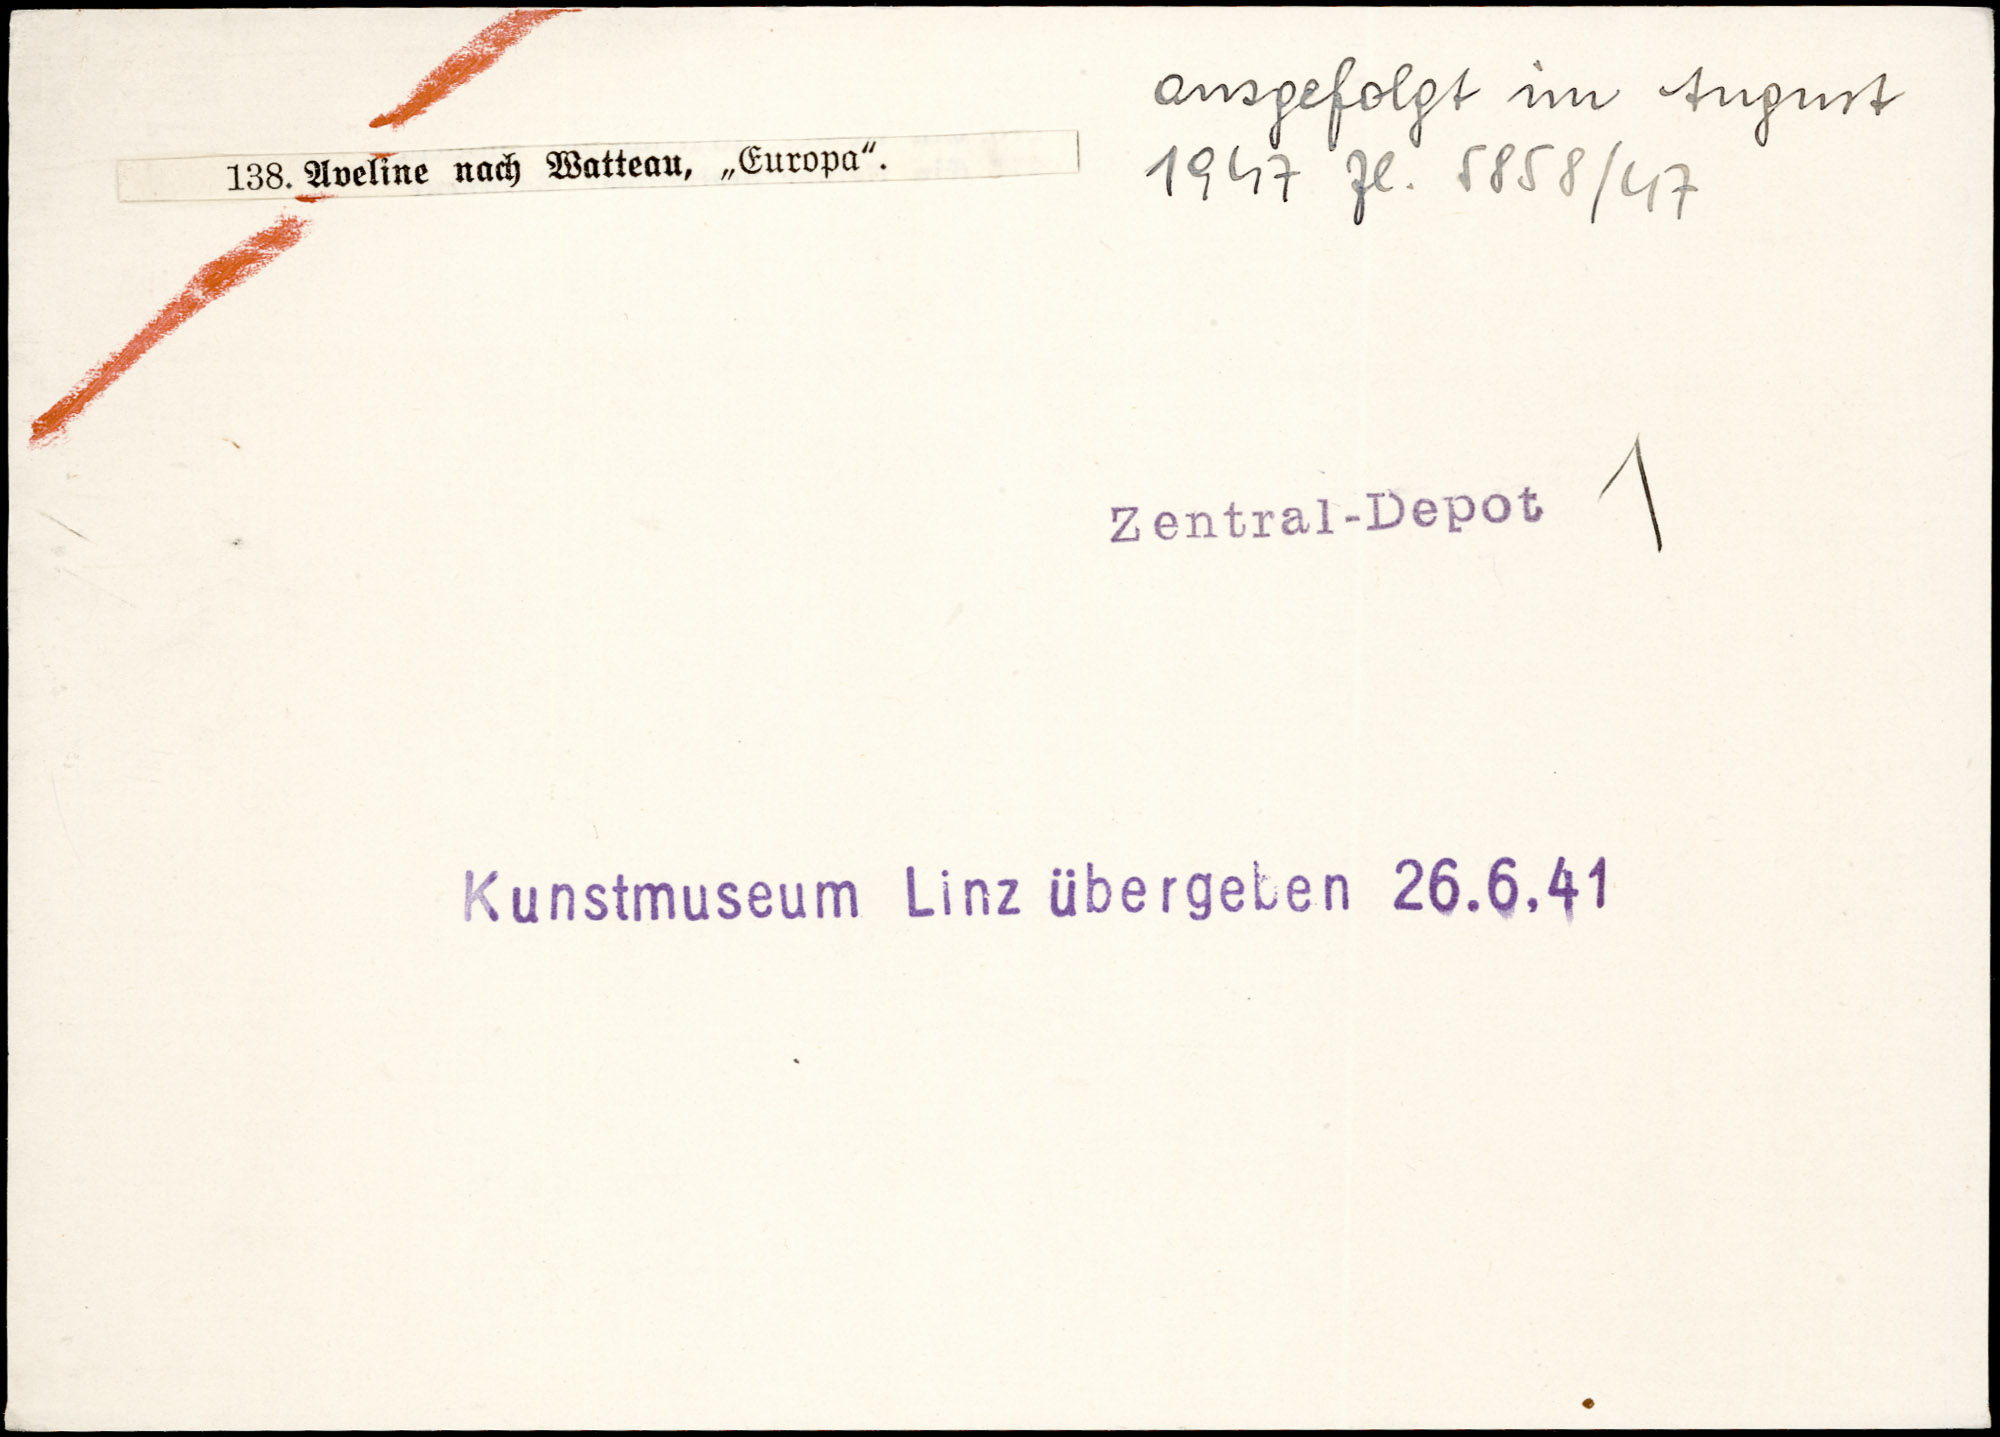 ausgefolgt im August
1947 Zl. 5858/47
138. Aveline nach Watteau, „Europa“.
Zentral-Depot
Kunstmuseum Linz übergeben 26.6.41